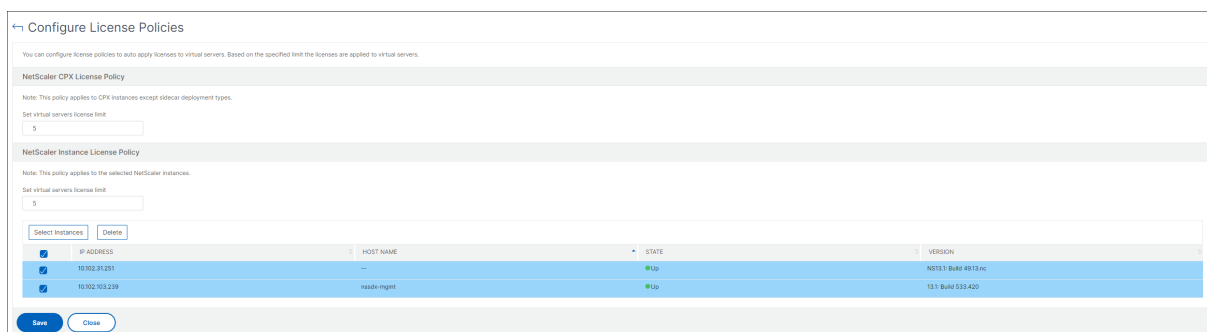 Configure License Policies
You can configure license policies to auto apply licenses to virtual servers. Based on the specified limit the licenses are applied to virtual servers.
NetScaler CPX License Policy
Note: This policy applies to CPX instances except sidecar deployment types.
Set virtual servers license limit
5
NetScaler Instance License Policy
Note: This policy applies to the selected NetScaler instances.
Set virtual servers license limit
5
Select Instances Delete
IP ADDRESS HOST NAME STATE VERSION
10.102.31.251 -- Up NS13.1: Build 49.13.nc
10.102.103.239 nssdx-mgmt Up 13.1: Build 533.420
Save Close